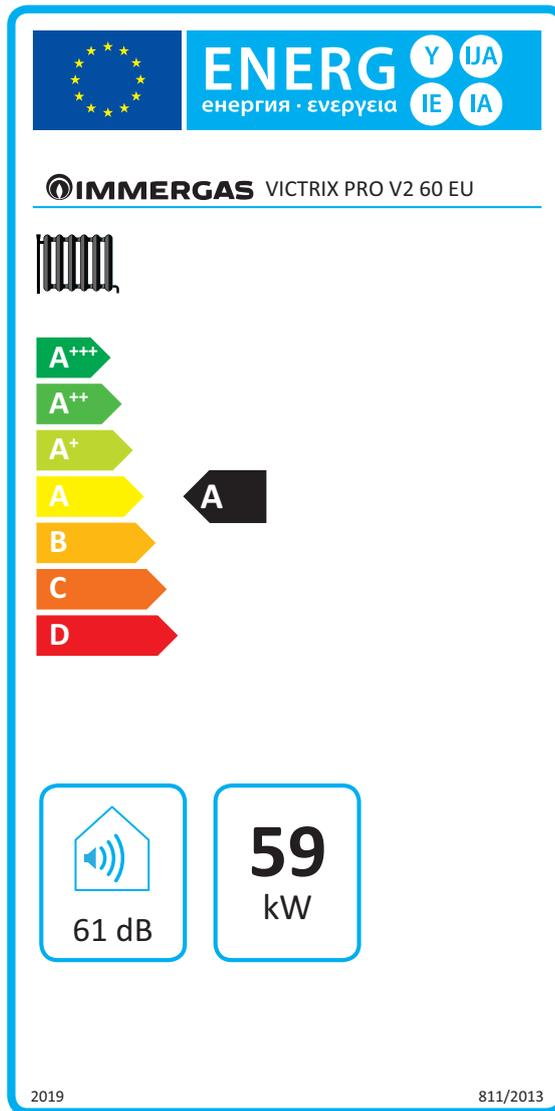 ENERG Y IJA
енергия · ενεργεια IE IA
IMMERGAS VICTRIX PRO V2 60 EU
A+++
A++
A+
A A
B
C
D
61 dB
59
kW
2019 811/2013